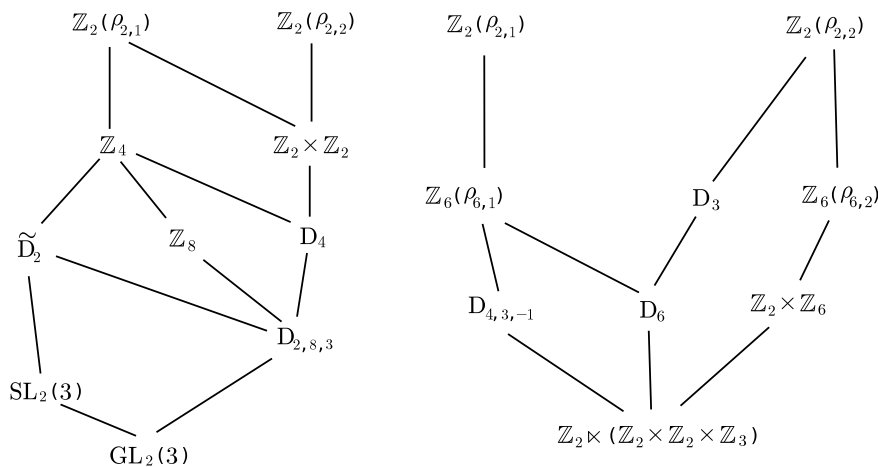 ℤ₂(ρ₂,₁) ℤ₂(ρ₂,₂) ℤ₂(ρ₂,₁) ℤ₂(ρ₂,₂)
ℤ₄ ℤ₂ × ℤ₂
ℤ₆(ρ₆,₁) D₃ ℤ₆(ρ₆,₂)
D̃₂ ℤ₈ D₄
D₄,₃,₋₁ D₆ ℤ₂ × ℤ₆
D₂,₈,₃
SL₂(3)
ℤ₂ ⋉ (ℤ₂ × ℤ₂ × ℤ₃)
GL₂(3)